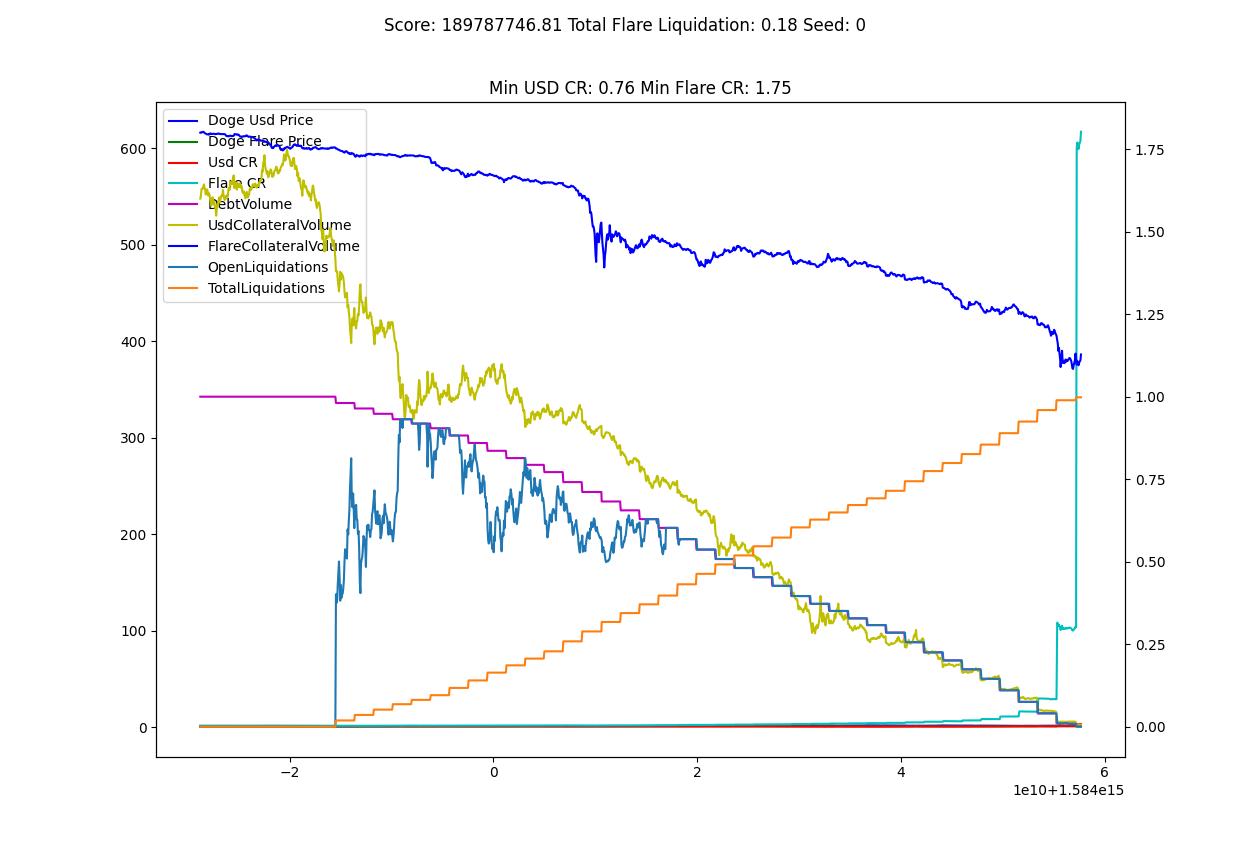 Score: 189787746.81 Total Flare Liquidation: 0.18 Seed: 0
Min USD CR: 0.76 Min Flare CR: 1.75
Doge Usd Price
Doge Flare Price
Usd CR
Flare CR
DebtVolume
UsdCollateralVolume
FlareCollateralVolume
OpenLiquidations
TotalLiquidations
600
500
400
300
200
100
0
1.75
1.50
1.25
1.00
0.75
0.50
0.25
0.00
−2
0
2
4
6
1e10+1.584e15